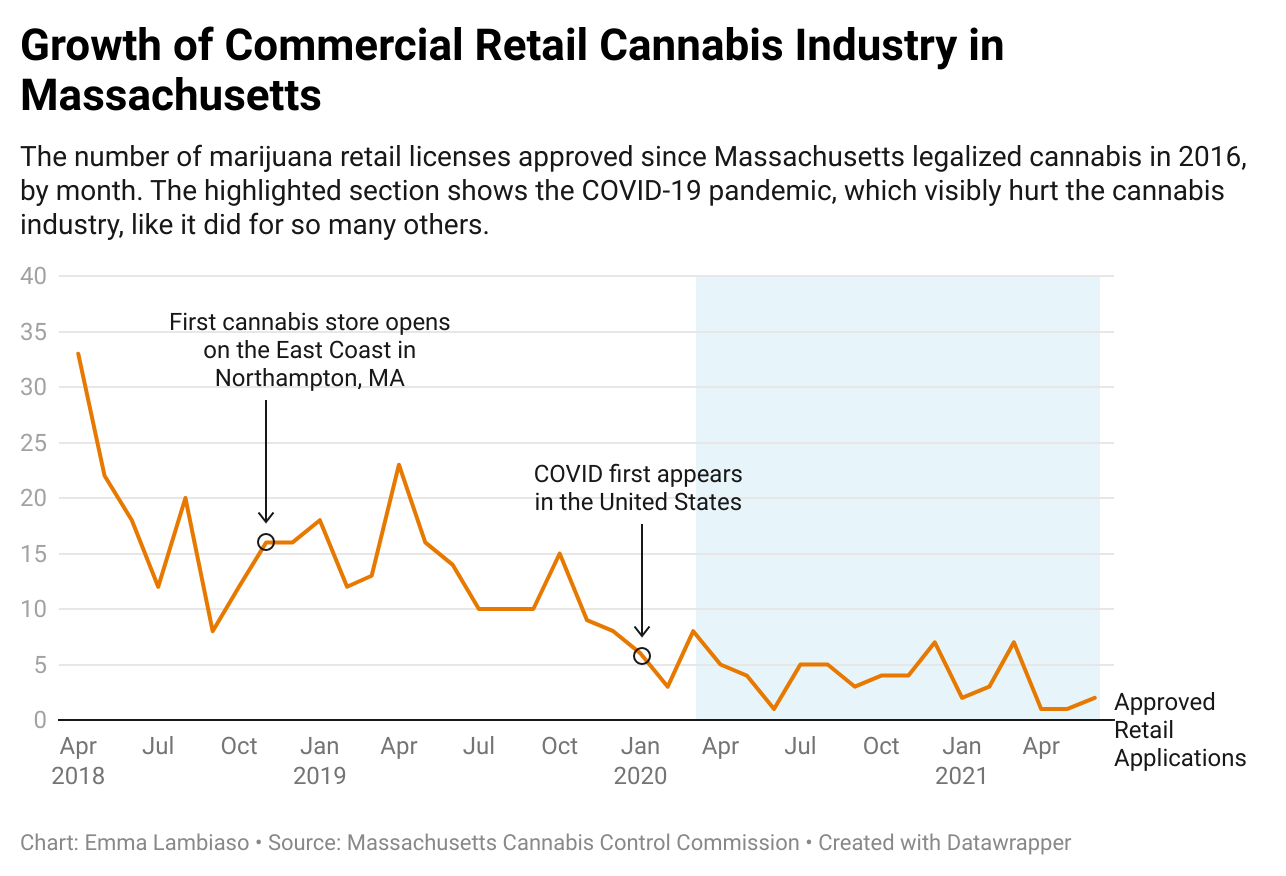 Growth of Commercial Retail Cannabis Industry in
Massachusetts
The number of marijuana retail licenses approved since Massachusetts legalized cannabis in 2016,
by month. The highlighted section shows the COVID-19 pandemic, which visibly hurt the cannabis
industry, like it did for so many others.
40
35
30
25
20
15
10
5
0
First cannabis store opens
on the East Coast in
Northampton, MA
COVID first appears
in the United States
Approved
Retail
Applications
Apr Jul Oct Jan Apr Jul Oct Jan Apr Jul Oct Jan Apr
2018 2019 2020 2021
Chart: Emma Lambiaso • Source: Massachusetts Cannabis Control Commission • Created with Datawrapper